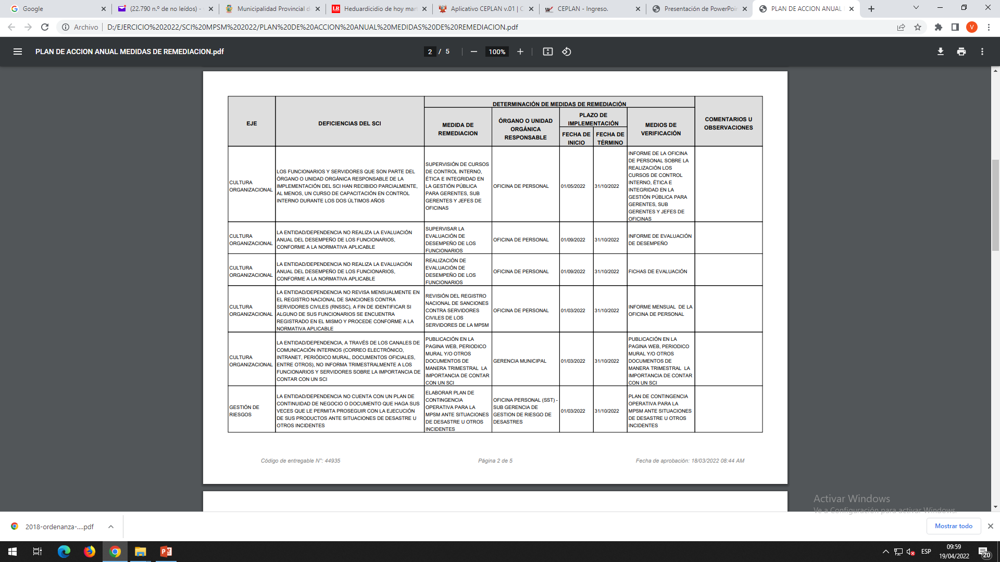 Google
(22.790 n.º de no leídos) -
Municipalidad Provincial d
Heduardicidio de hoy mart
Aplicativo CEPLAN v.01 | C
CEPLAN - Ingreso.
Presentación de PowerPoin
PLAN DE ACCION ANUAL
Archivo
D:/EJERCICIO%202022/SCI%20MPSM%202022/PLAN%20DE%20ACCION%20ANUAL%20MEDIDAS%20DE%20REMEDIACION.pdf
V
PLAN DE ACCION ANUAL MEDIDAS DE REMEDIACION.pdf
2 / 5
100%
EJE
DEFICIENCIAS DEL SCI
DETERMINACIÓN DE MEDIDAS DE REMEDIACIÓN
MEDIDA DE
REMEDIACION
ÓRGANO O UNIDAD
ORGÁNICA
RESPONSABLE
PLAZO DE
IMPLEMENTACIÓN
FECHA DE
INICIO
FECHA DE
TÉRMINO
MEDIOS DE
VERIFICACIÓN
COMENTARIOS U
OBSERVACIONES
CULTURA
ORGANIZACIONAL
LOS FUNCIONARIOS Y SERVIDORES QUE SON PARTE DEL
ÓRGANO O UNIDAD ORGÁNICA RESPONSABLE DE LA
IMPLEMENTACIÓN DEL SCI HAN RECIBIDO PARCIALMENTE,
AL MENOS, UN CURSO DE CAPACITACIÓN EN CONTROL
INTERNO DURANTE LOS DOS ÚLTIMOS AÑOS
SUPERVISIÓN DE CURSOS
DE CONTROL INTERNO,
ÉTICA E INTEGRIDAD EN
LA GESTIÓN PÚBLICA
PARA GERENTES, SUB
GERENTES Y JEFES DE
OFICINAS
OFICINA DE PERSONAL
01/05/2022
31/10/2022
INFORME DE LA OFICINA
DE PERSONAL SOBRE LA
REALIZACIÓN LOS
CURSOS DE CONTROL
INTERNO, ÉTICA E
INTEGRIDAD EN LA
GESTIÓN PÚBLICA PARA
GERENTES, SUB
GERENTES Y JEFES DE
OFICINAS
CULTURA
ORGANIZACIONAL
LA ENTIDAD/DEPENDENCIA NO REALIZA LA EVALUACIÓN
ANUAL DEL DESEMPEÑO DE LOS FUNCIONARIOS,
CONFORME A LA NORMATIVA APLICABLE
SUPERVISAR LA
EVALUACIÓN DE
DESEMPEÑO DE LOS
FUNCIONARIOS
OFICINA DE PERSONAL
01/09/2022
31/10/2022
INFORME DE EVALUACIÓN
DE DESEMPEÑO
CULTURA
ORGANIZACIONAL
LA ENTIDAD/DEPENDENCIA NO REALIZA LA EVALUACIÓN
ANUAL DEL DESEMPEÑO DE LOS FUNCIONARIOS,
CONFORME A LA NORMATIVA APLICABLE
REALIZACIÓN DE
EVALUACIÓN DE
DESEMPEÑO DE LOS
FUNCIONARIOS
OFICINA DE PERSONAL
01/09/2022
31/10/2022
FICHAS DE EVALUACIÓN
CULTURA
ORGANIZACIONAL
LA ENTIDAD/DEPENDENCIA NO REVISA MENSUALMENTE EN
EL REGISTRO NACIONAL DE SANCIONES CONTRA
SERVIDORES CIVILES (RNSSC), A FIN DE IDENTIFICAR SI
ALGUNO DE SUS FUNCIONARIOS SE ENCUENTRA
REGISTRADO EN EL MISMO Y PROCEDE CONFORME A LA
NORMATIVA APLICABLE
REVISIÓN DEL REGISTRO
NACIONAL DE SANCIONES
CONTRA SERVIDORES
CIVILES DE LOS
SERVIDORES DE LA MPSM
OFICINA DE PERSONAL
01/03/2022
31/10/2022
INFORME MENSUAL DE LA
OFICINA DE PERSONAL
CULTURA
ORGANIZACIONAL
LA ENTIDAD/DEPENDENCIA, A TRAVÉS DE LOS CANALES DE
COMUNICACIÓN INTERNOS (CORREO ELECTRÓNICO,
INTRANET, PERIÓDICO MURAL, DOCUMENTOS OFICIALES,
ENTRE OTROS), NO INFORMA TRIMESTRALMENTE A LOS
FUNCIONARIOS Y SERVIDORES SOBRE LA IMPORTANCIA DE
CONTAR CON UN SCI
PUBLICACIÓN EN LA
PAGINA WEB, PERIODICO
MURAL Y/O OTROS
DOCUMENTOS DE
MANERA TRIMESTRAL LA
IMPORTANCIA DE CONTAR
CON UN SCI
GERENCIA MUNICIPAL
01/03/2022
31/10/2022
PUBLICACIÓN EN LA
PAGINA WEB, PERIODICO
MURAL Y/O OTROS
DOCUMENTOS DE
MANERA TRIMESTRAL LA
IMPORTANCIA DE CONTAR
CON UN SCI
GESTIÓN DE
RIESGOS
LA ENTIDAD/DEPENDENCIA NO CUENTA CON UN PLAN DE
CONTINUIDAD DE NEGOCIO O DOCUMENTO QUE HAGA SUS
VECES QUE LE PERMITA PROSEGUIR CON LA EJECUCIÓN
DE SUS PRODUCTOS ANTE SITUACIONES DE DESASTRE U
OTROS INCIDENTES
ELABORAR PLAN DE
CONTINGENCIA
OPERATIVA PARA LA
MPSM ANTE SITUACIONES
DE DESASTRE U OTROS
INCIDENTES
OFICINA PERSONAL (SST) -
SUB GERENCIA DE
GESTION DE RIESGO DE
DESASTRES
01/03/2022
31/10/2022
PLAN DE CONTINGENCIA
OPERATIVA PARA LA
MPSM ANTE SITUACIONES
DE DESASTRE U OTROS
INCIDENTES
Código de entregable N°: 44935
Página 2 de 5
Fecha de aprobación: 18/03/2022 08:44 AM
Activar Windows
Ve a Configuración para activar Windows.
2018-ordenanza-....pdf
Mostrar todo
ESP
09:59
19/04/2022
20